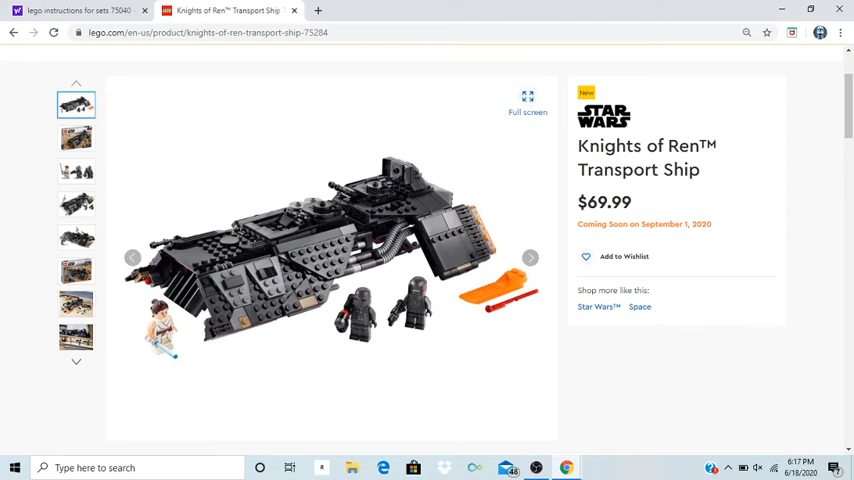 lego instructions for sets 75040
Knights of Ren™ Transport Ship 7
lego.com/en-us/product/knights-of-ren-transport-ship-75284
Full screen
New
STAR
WARS
Knights of Ren™
Transport Ship
$69.99
Coming Soon on September 1, 2020
Add to Wishlist
Shop more like this:
Star Wars™ Space
Type here to search
a
48
6:17 PM
6/18/2020
7